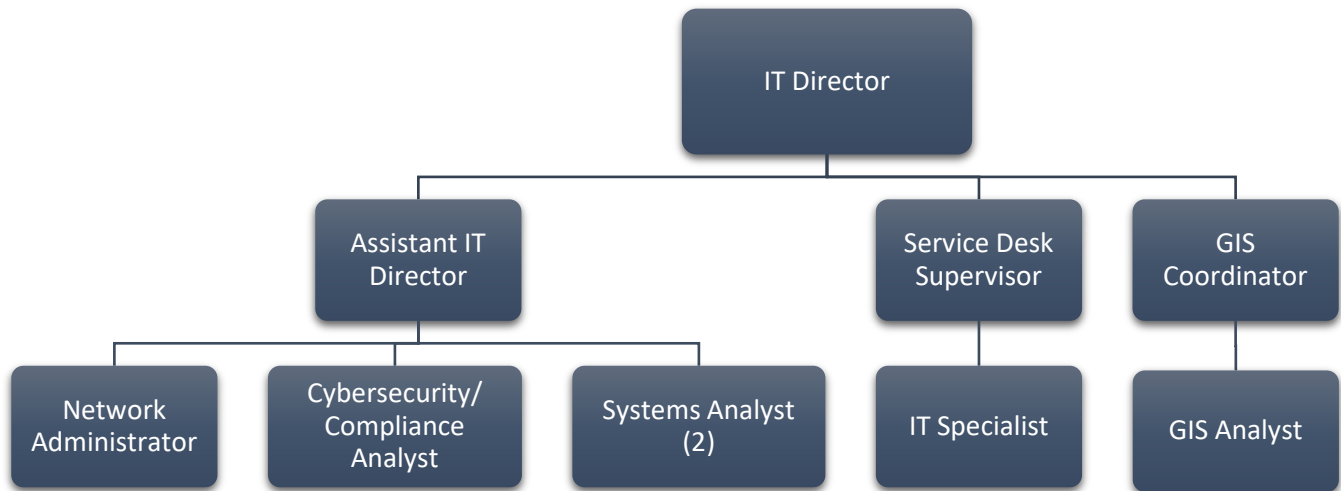 IT Director
Assistant IT
Director
Service Desk
Supervisor
GIS
Coordinator
Network
Administrator
Cybersecurity/
Compliance
Analyst
Systems Analyst
(2)
IT Specialist
GIS Analyst